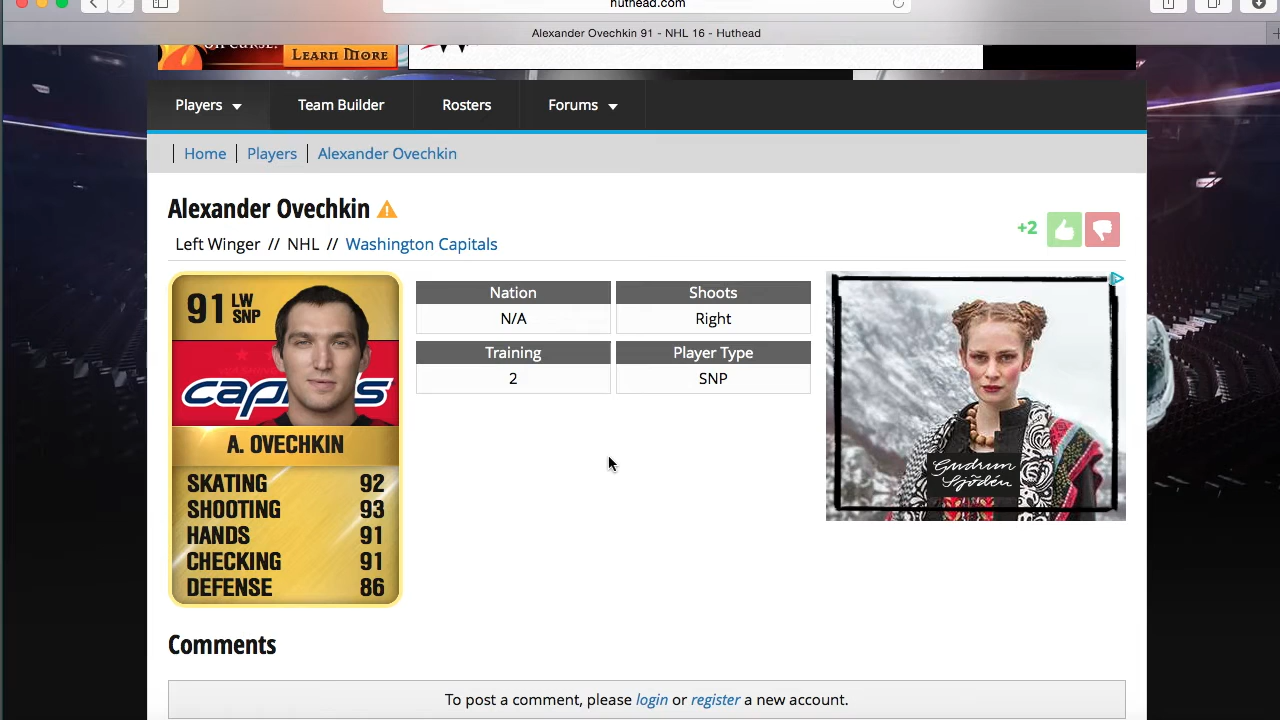 huthead.com
Alexander Ovechkin 91 - NHL 16 - Huthead
LEARN MORE
Players
Team Builder
Rosters
Forums
Home
Players
Alexander Ovechkin
Alexander Ovechkin
+2
Left Winger // NHL // Washington Capitals
91 LW
SNP
capitals
A. OVECHKIN
SKATING 92
SHOOTING 93
HANDS 91
CHECKING 91
DEFENSE 86
Nation Shoots
N/A Right
Training Player Type
2 SNP
Gudrun
Sjödén
Comments
To post a comment, please login or register a new account.